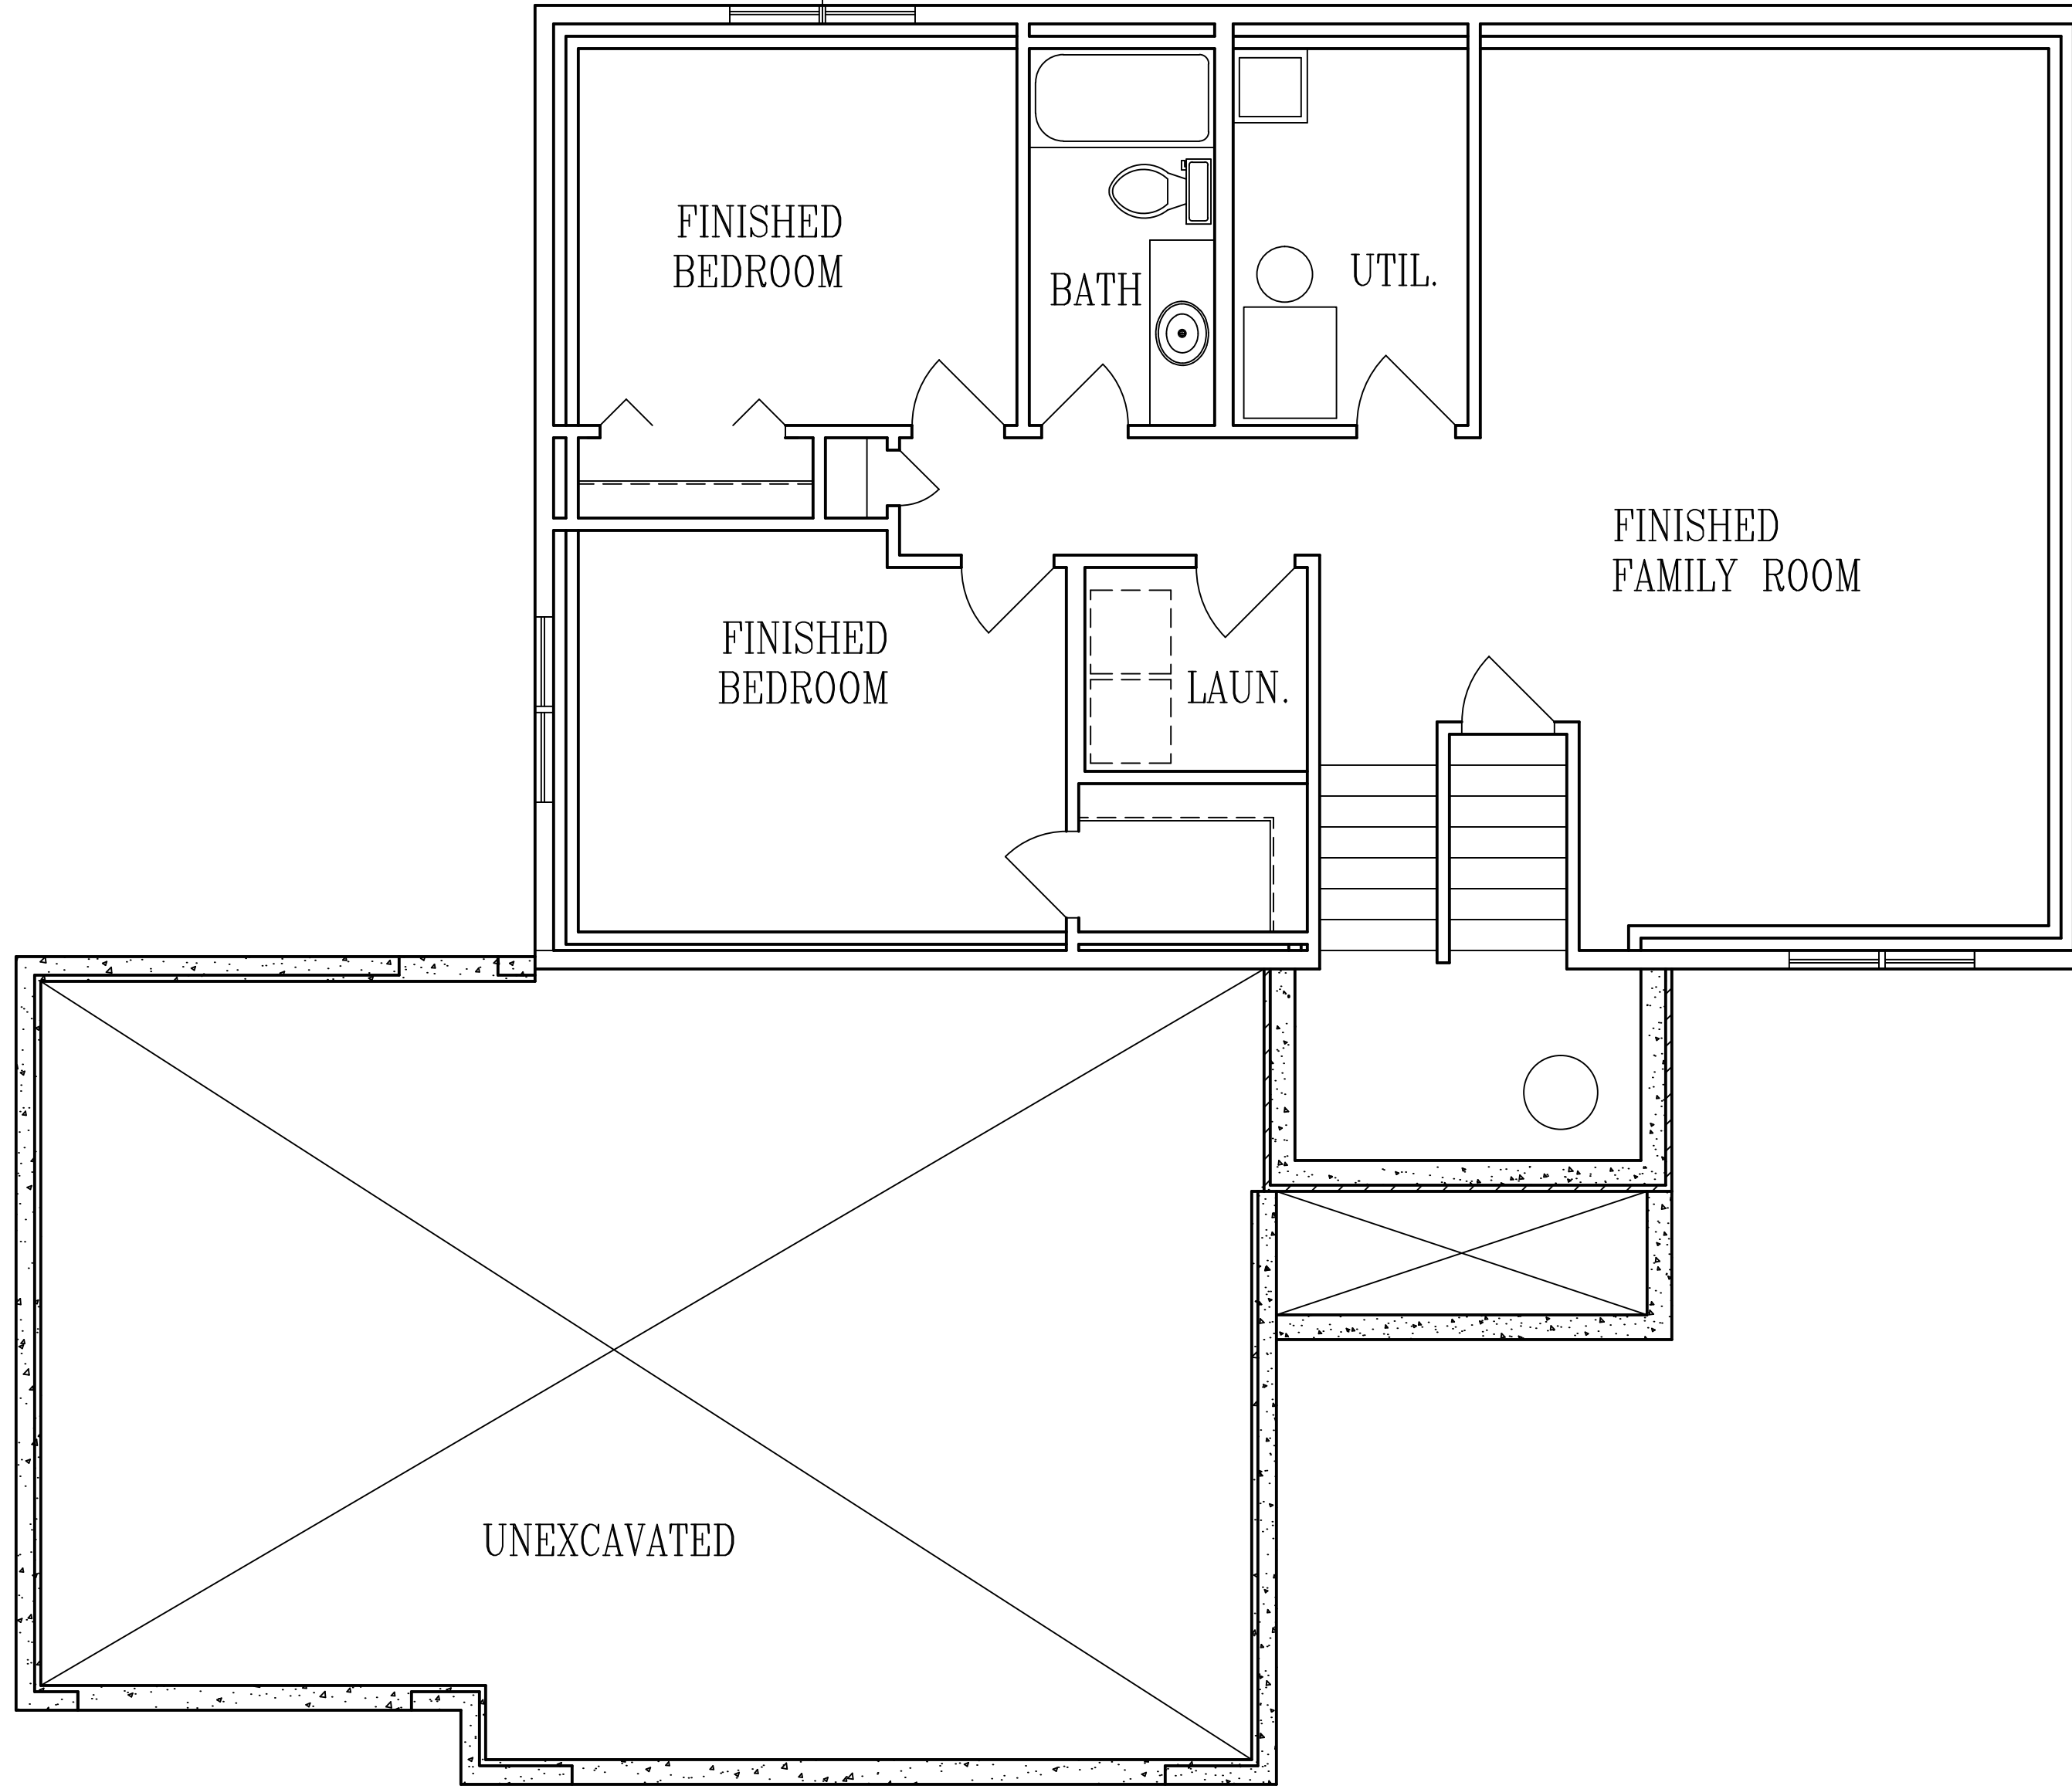 FINISHED
BEDROOM
BATH
UTIL.
FINISHED
FAMILY ROOM
FINISHED
BEDROOM
LAUN.
UNEXCAVATED